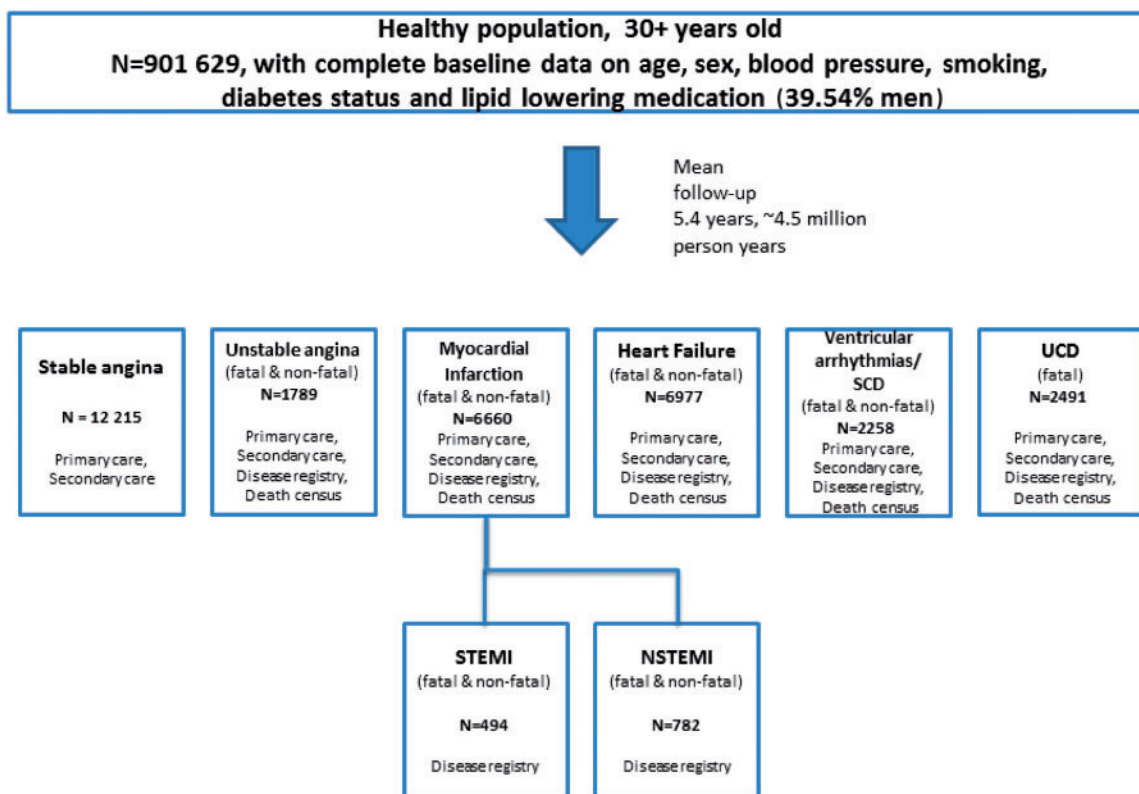 Healthy population, 30+ years old
N=901 629, with complete baseline data on age, sex, blood pressure, smoking,
diabetes status and lipid lowering medication (39.54% men)
Mean
follow-up
5.4 years, ~4.5 million
person years
Stable angina
N = 12 215
Primary care,
Secondary care
Unstable angina
(fatal & non-fatal)
N=1789
Primary care,
Secondary care,
Disease registry,
Death census
Myocardial
Infarction
(fatal & non-fatal)
N=6660
Primary care,
Secondary care,
Disease registry,
Death census
Heart Failure
(fatal & non-fatal)
N=6977
Primary care,
Secondary care,
Disease registry,
Death census
Ventricular
arrhythmias/
SCD
(fatal & non-fatal)
N=2258
Primary care,
Secondary care,
Disease registry,
Death census
UCD
(fatal)
N=2491
Primary care,
Secondary care,
Disease registry,
Death census
STEMI
(fatal & non-fatal)
N=494
Disease registry
NSTEMI
(fatal & non-fatal)
N=782
Disease registry